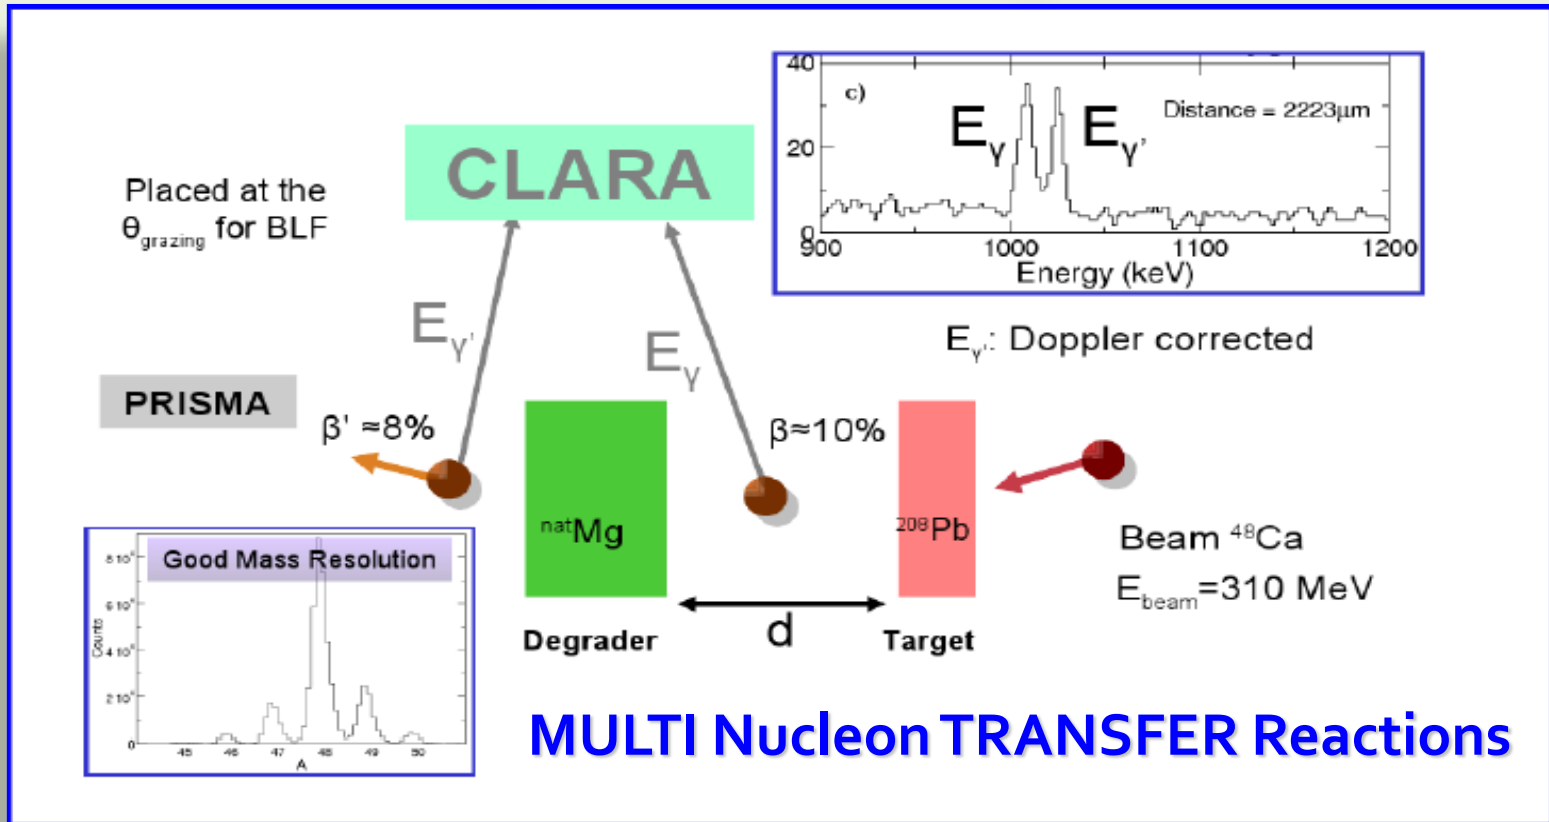 40
c)
Distance = 2223μm
Eγ Eγ'
20
0
900 1000 1100 1200
Energy (keV)
CLARA
Placed at the
θgrazing for BLF
Eγ'
Eγ
Eγ': Doppler corrected
PRISMA
β' ≈8%
β≈10%
natMg
208Pb
Beam 48Ca
Ebeam=310 MeV
Degrader
d
Target
Good Mass Resolution
Counts
0
45 46 47 48 49 50
A
MULTI Nucleon TRANSFER Reactions